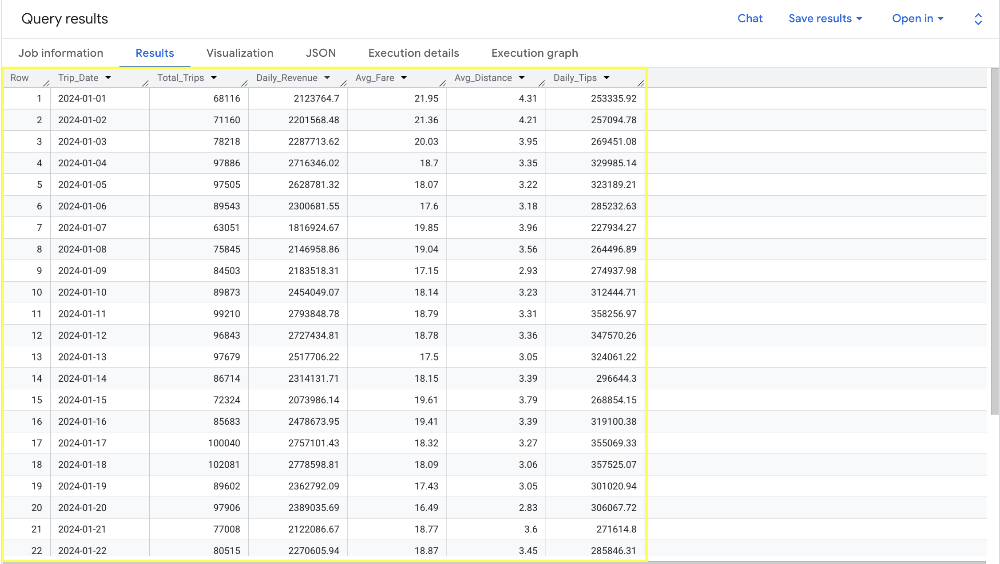 Query results Chat Save results Open in
Job information Results Visualization JSON Execution details Execution graph
Row Trip_Date Total_Trips Daily_Revenue Avg_Fare Avg_Distance Daily_Tips
1 2024-01-01 68116 2123764.7 21.95 4.31 253335.92
2 2024-01-02 71160 2201568.48 21.36 4.21 257094.78
3 2024-01-03 78218 2287713.62 20.03 3.95 269451.08
4 2024-01-04 97886 2716346.02 18.7 3.35 329985.14
5 2024-01-05 97505 2628781.32 18.07 3.22 323189.21
6 2024-01-06 89543 2300681.55 17.6 3.18 285232.63
7 2024-01-07 63051 1816924.67 19.85 3.96 227934.27
8 2024-01-08 75845 2146958.86 19.04 3.56 264496.89
9 2024-01-09 84503 2183518.31 17.15 2.93 274937.98
10 2024-01-10 89873 2454049.07 18.14 3.23 312444.71
11 2024-01-11 99210 2793848.78 18.79 3.31 358256.97
12 2024-01-12 96843 2727434.81 18.78 3.36 347570.26
13 2024-01-13 97679 2517706.22 17.5 3.05 324061.22
14 2024-01-14 86714 2314131.71 18.15 3.39 296644.3
15 2024-01-15 72324 2073986.14 19.61 3.79 268854.15
16 2024-01-16 85683 2478673.95 19.41 3.39 319100.38
17 2024-01-17 100040 2757101.43 18.32 3.27 355069.33
18 2024-01-18 102081 2778598.81 18.09 3.06 357525.07
19 2024-01-19 89602 2362792.09 17.43 3.05 301020.94
20 2024-01-20 97906 2389035.69 16.49 2.83 306067.72
21 2024-01-21 77008 2122086.67 18.77 3.6 271614.8
22 2024-01-22 80515 2270605.94 18.87 3.45 285846.31